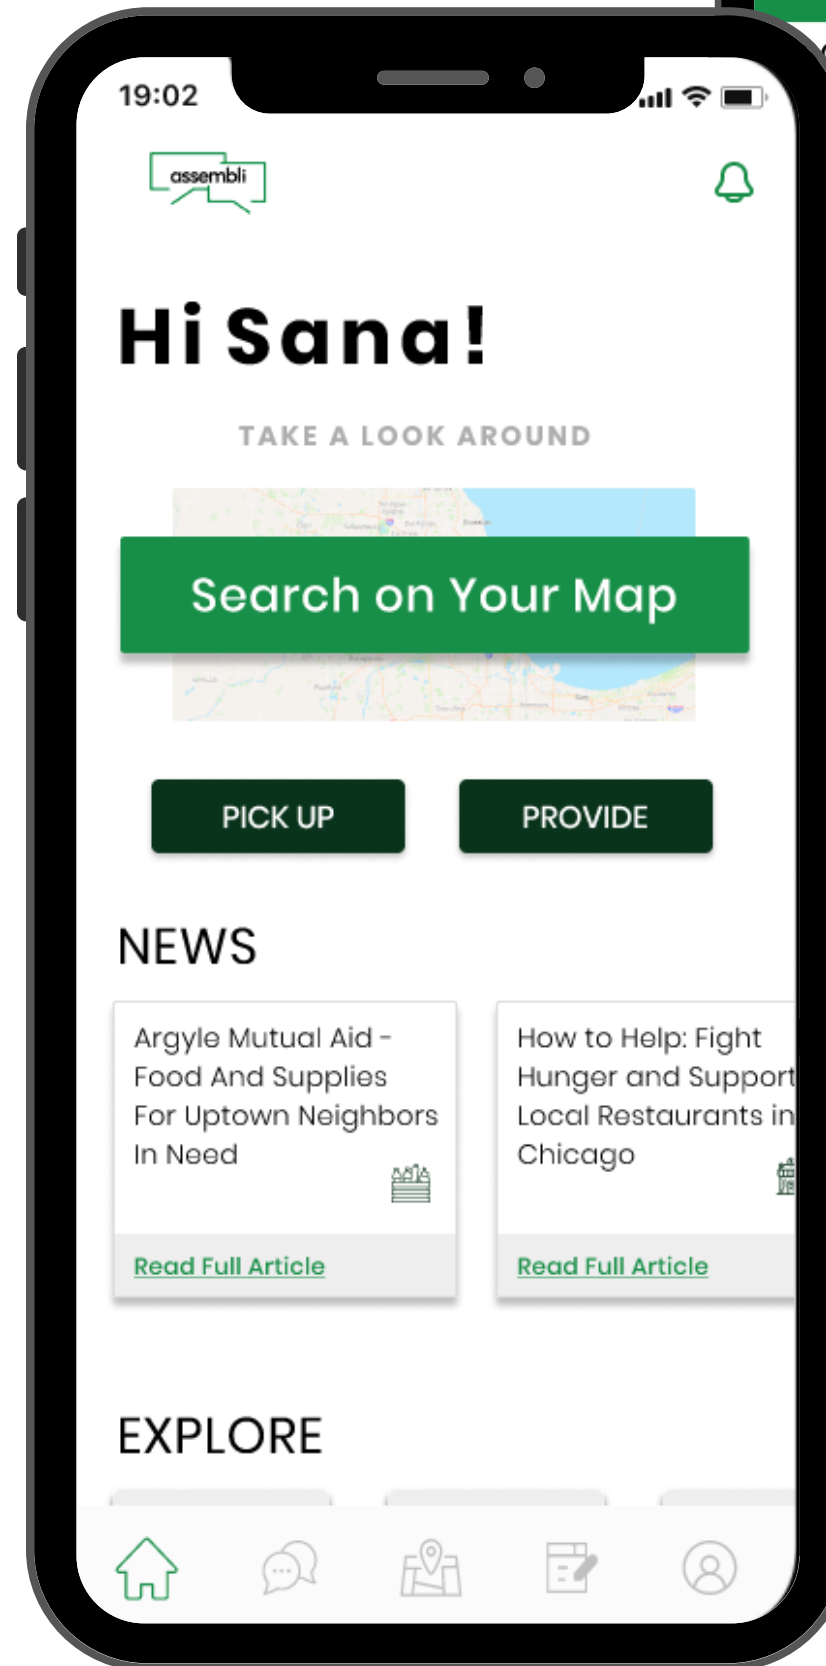 19:02
assembli
Hi Sana!
TAKE A LOOK AROUND
Search on Your Map
PICK UP
PROVIDE
NEWS
Argyle Mutual Aid -
Food And Supplies
For Uptown Neighbors
In Need
Read Full Article
How to Help: Fight
Hunger and Support
Local Restaurants in
Chicago
Read Full Article
EXPLORE